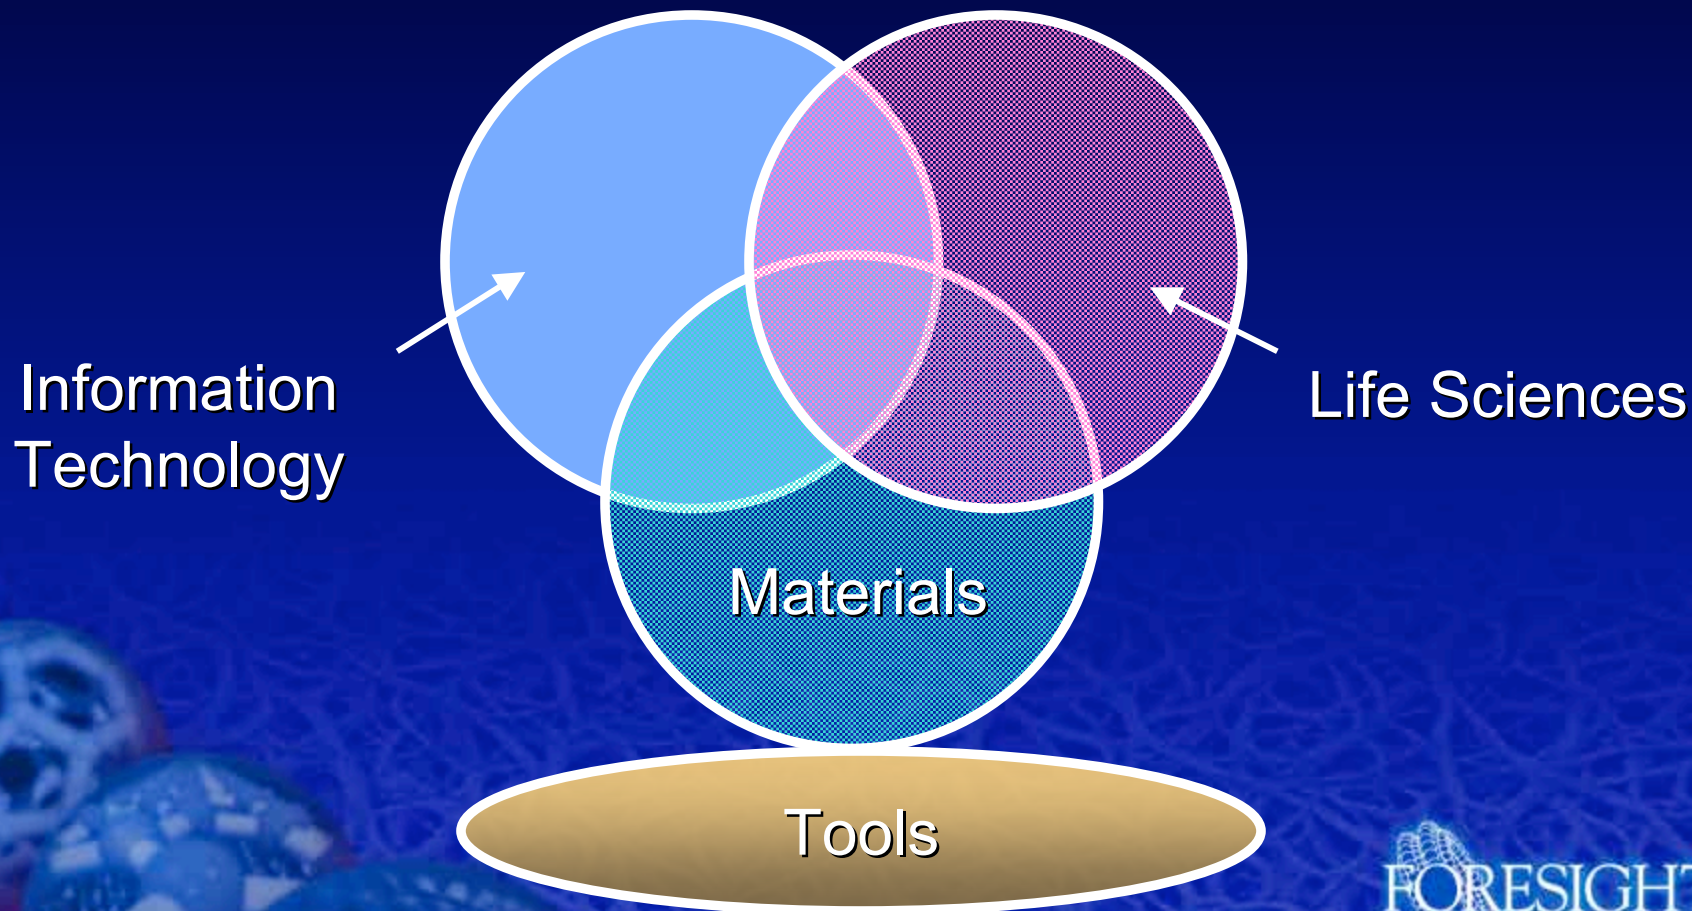 Information
Technology
Life Sciences
Materials
Tools
FORESIGHT